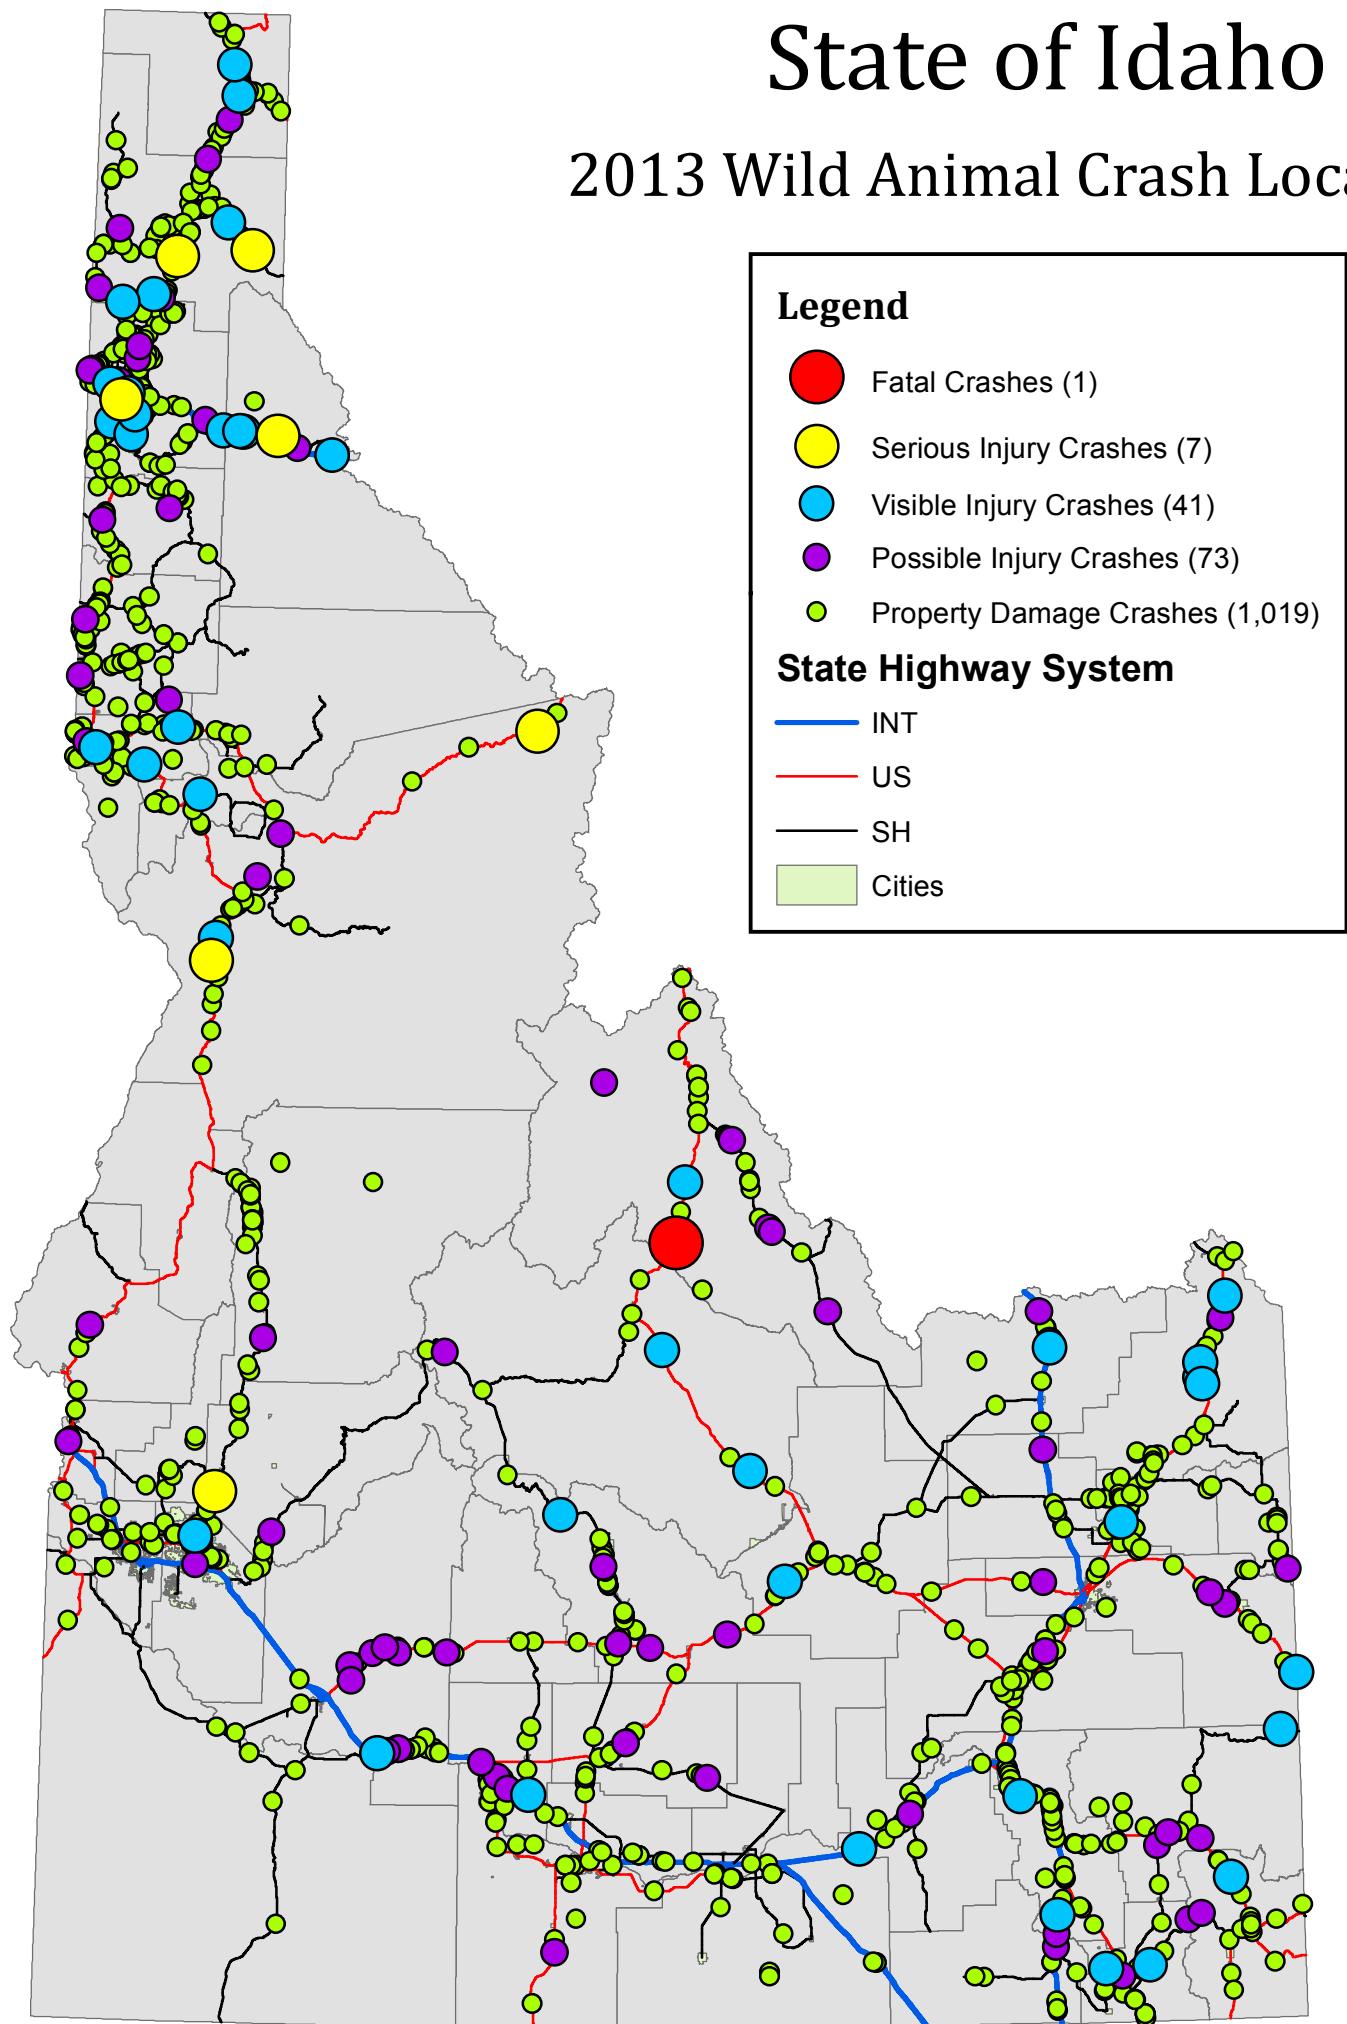 State of Idaho
2013 Wild Animal Crash
Legend
Fatal Crashes (1)
Serious Injury Crashes (7)
Visible Injury Crashes (41)
Possible Injury Crashes (73)
Property Damage Crashes (1,019)
State Highway System
INT
US
SH
Cities